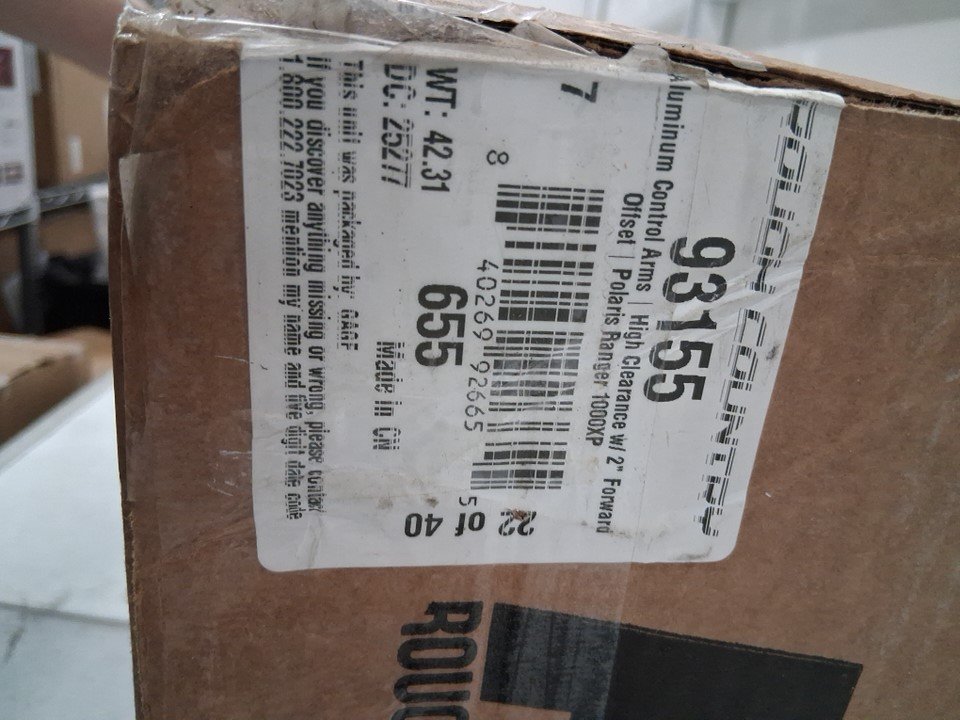 ROUGH COUNTRY
93155
Aluminum Control Arms | High Clearance w/ 2" Forward
Offset | Polaris Ranger 1000XP
7
8 40269 92665 5
22 of 40
655
WT: 42.31
DC: 25277
Made in CN
This unit was packaged by:
if you discover anything missing or wrong, please contact
1.800.222.7023 mention my name and five digit date code
ROUG